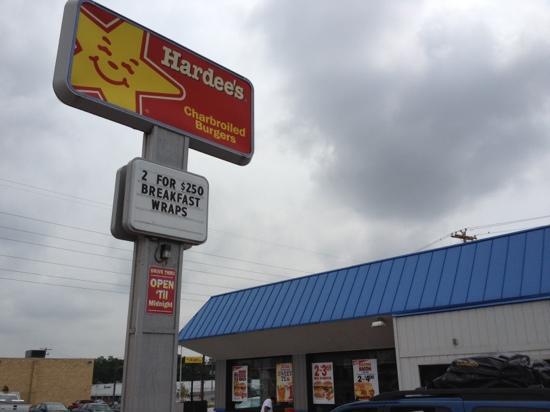 Hardee's
Charbroiled
Burgers
2 FOR $250
BREAKFAST
WRAPS
DRIVE THRU
OPEN
'Til
Midnight